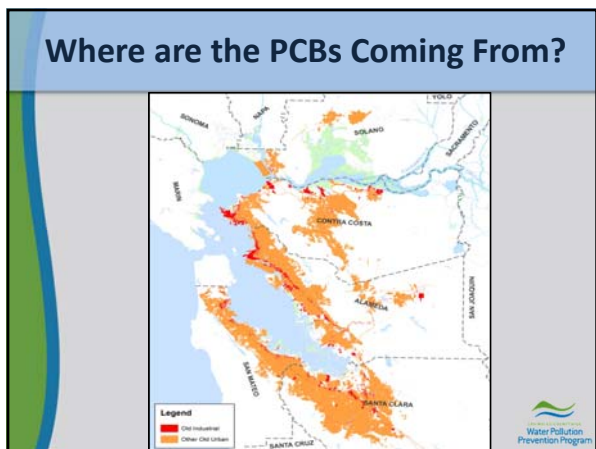 Where are the PCBs Coming From?
YOLO
NAPA
SONOMA
SOLANO
SACRAMENTO
MARIN
CONTRA COSTA
SAN JOAQUIN
ALAMEDA
SAN MATEO
SANTA CLARA
Legend
Old Industrial
Other Old Urban
SANTA CRUZ
Water Pollution
Prevention Program